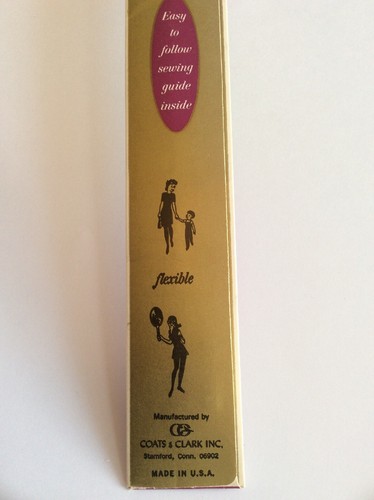 Easy
to
follow
sewing
guide
inside
flexible
Manufactured by
COATS & CLARK INC.
Stamford, Conn. 06902
MADE IN U.S.A.